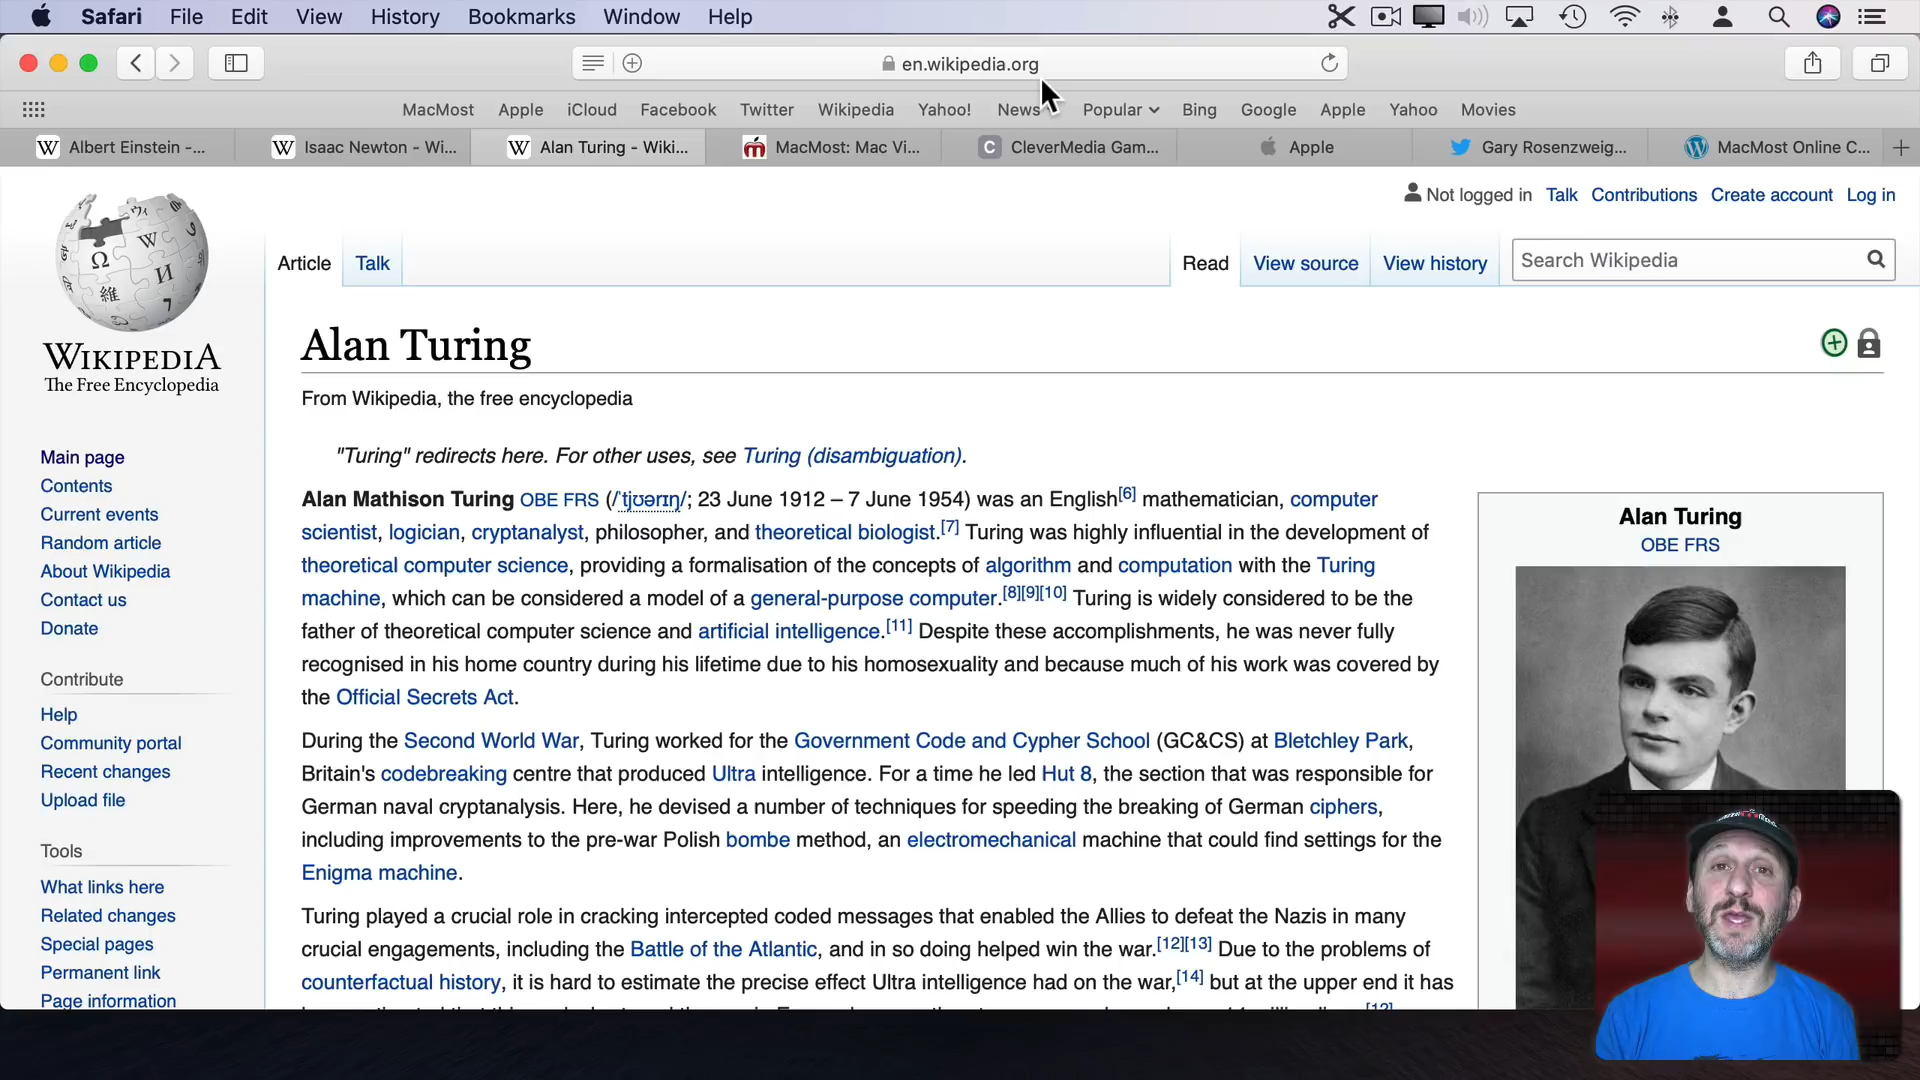 Safari File Edit View History Bookmarks Window Help
en.wikipedia.org
MacMost Apple iCloud Facebook Twitter Wikipedia Yahoo! News Popular Bing Google Apple Yahoo Movies
Albert Einstein -... Isaac Newton - Wi... Alan Turing - Wiki... MacMost: Mac Vi... CleverMedia Gam... Apple Gary Rosenzweig... MacMost Online C...
Not logged in Talk Contributions Create account Log in
Article Talk Read View source View history Search Wikipedia
WIKIPEDIA
The Free Encyclopedia
Main page
Contents
Current events
Random article
About Wikipedia
Contact us
Donate
Contribute
Help
Community portal
Recent changes
Upload file
Tools
What links here
Related changes
Special pages
Permanent link
Page information
Alan Turing
From Wikipedia, the free encyclopedia
"Turing" redirects here. For other uses, see Turing (disambiguation).
Alan Mathison Turing OBE FRS (/ˈtjʊərɪŋ/; 23 June 1912 – 7 June 1954) was an English[6] mathematician, computer
scientist, logician, cryptanalyst, philosopher, and theoretical biologist.[7] Turing was highly influential in the development of
theoretical computer science, providing a formalisation of the concepts of algorithm and computation with the Turing
machine, which can be considered a model of a general-purpose computer.[8][9][10] Turing is widely considered to be the
father of theoretical computer science and artificial intelligence.[11] Despite these accomplishments, he was never fully
recognised in his home country during his lifetime due to his homosexuality and because much of his work was covered by
the Official Secrets Act.
During the Second World War, Turing worked for the Government Code and Cypher School (GC&CS) at Bletchley Park,
Britain's codebreaking centre that produced Ultra intelligence. For a time he led Hut 8, the section that was responsible for
German naval cryptanalysis. Here, he devised a number of techniques for speeding the breaking of German ciphers,
including improvements to the pre-war Polish bombe method, an electromechanical machine that could find settings for the
Enigma machine.
Turing played a crucial role in cracking intercepted coded messages that enabled the Allies to defeat the Nazis in many
crucial engagements, including the Battle of the Atlantic, and in so doing helped win the war.[12][13] Due to the problems of
counterfactual history, it is hard to estimate the precise effect Ultra intelligence had on the war,[14] but at the upper end it has
Alan Turing
OBE FRS